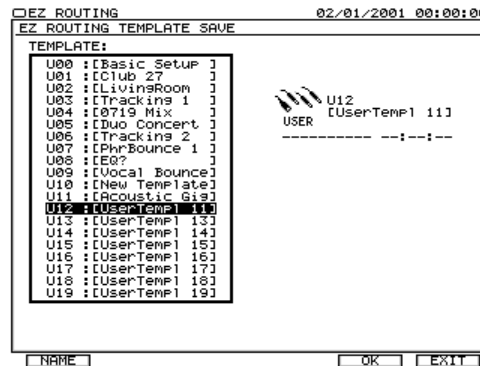 EZ ROUTING 02/01/2001 00:00:0
EZ ROUTING TEMPLATE SAVE
TEMPLATE:
U00 :[Basic Setup ]
U01 :[Club 27 ]
U02 :[LivingRoom ]
U03 :[Tracking 1 ]
U04 :[0719 Mix ]
U05 :[Duo Concert ]
U06 :[Tracking 2 ]
U07 :[PhrBounce 1 ]
U08 :[EQ? ]
U09 :[Vocal Bounce]
U10 :[New Template]
U11 :[Acoustic Gig]
U12 :[UserTempl 11]
U13 :[UserTempl 13]
U14 :[UserTempl 14]
U15 :[UserTempl 15]
U16 :[UserTempl 16]
U17 :[UserTempl 17]
U18 :[UserTempl 18]
U19 :[UserTempl 19]
USER U12
[UserTempl 11]
----------- --:--:--
NAME OK EXIT